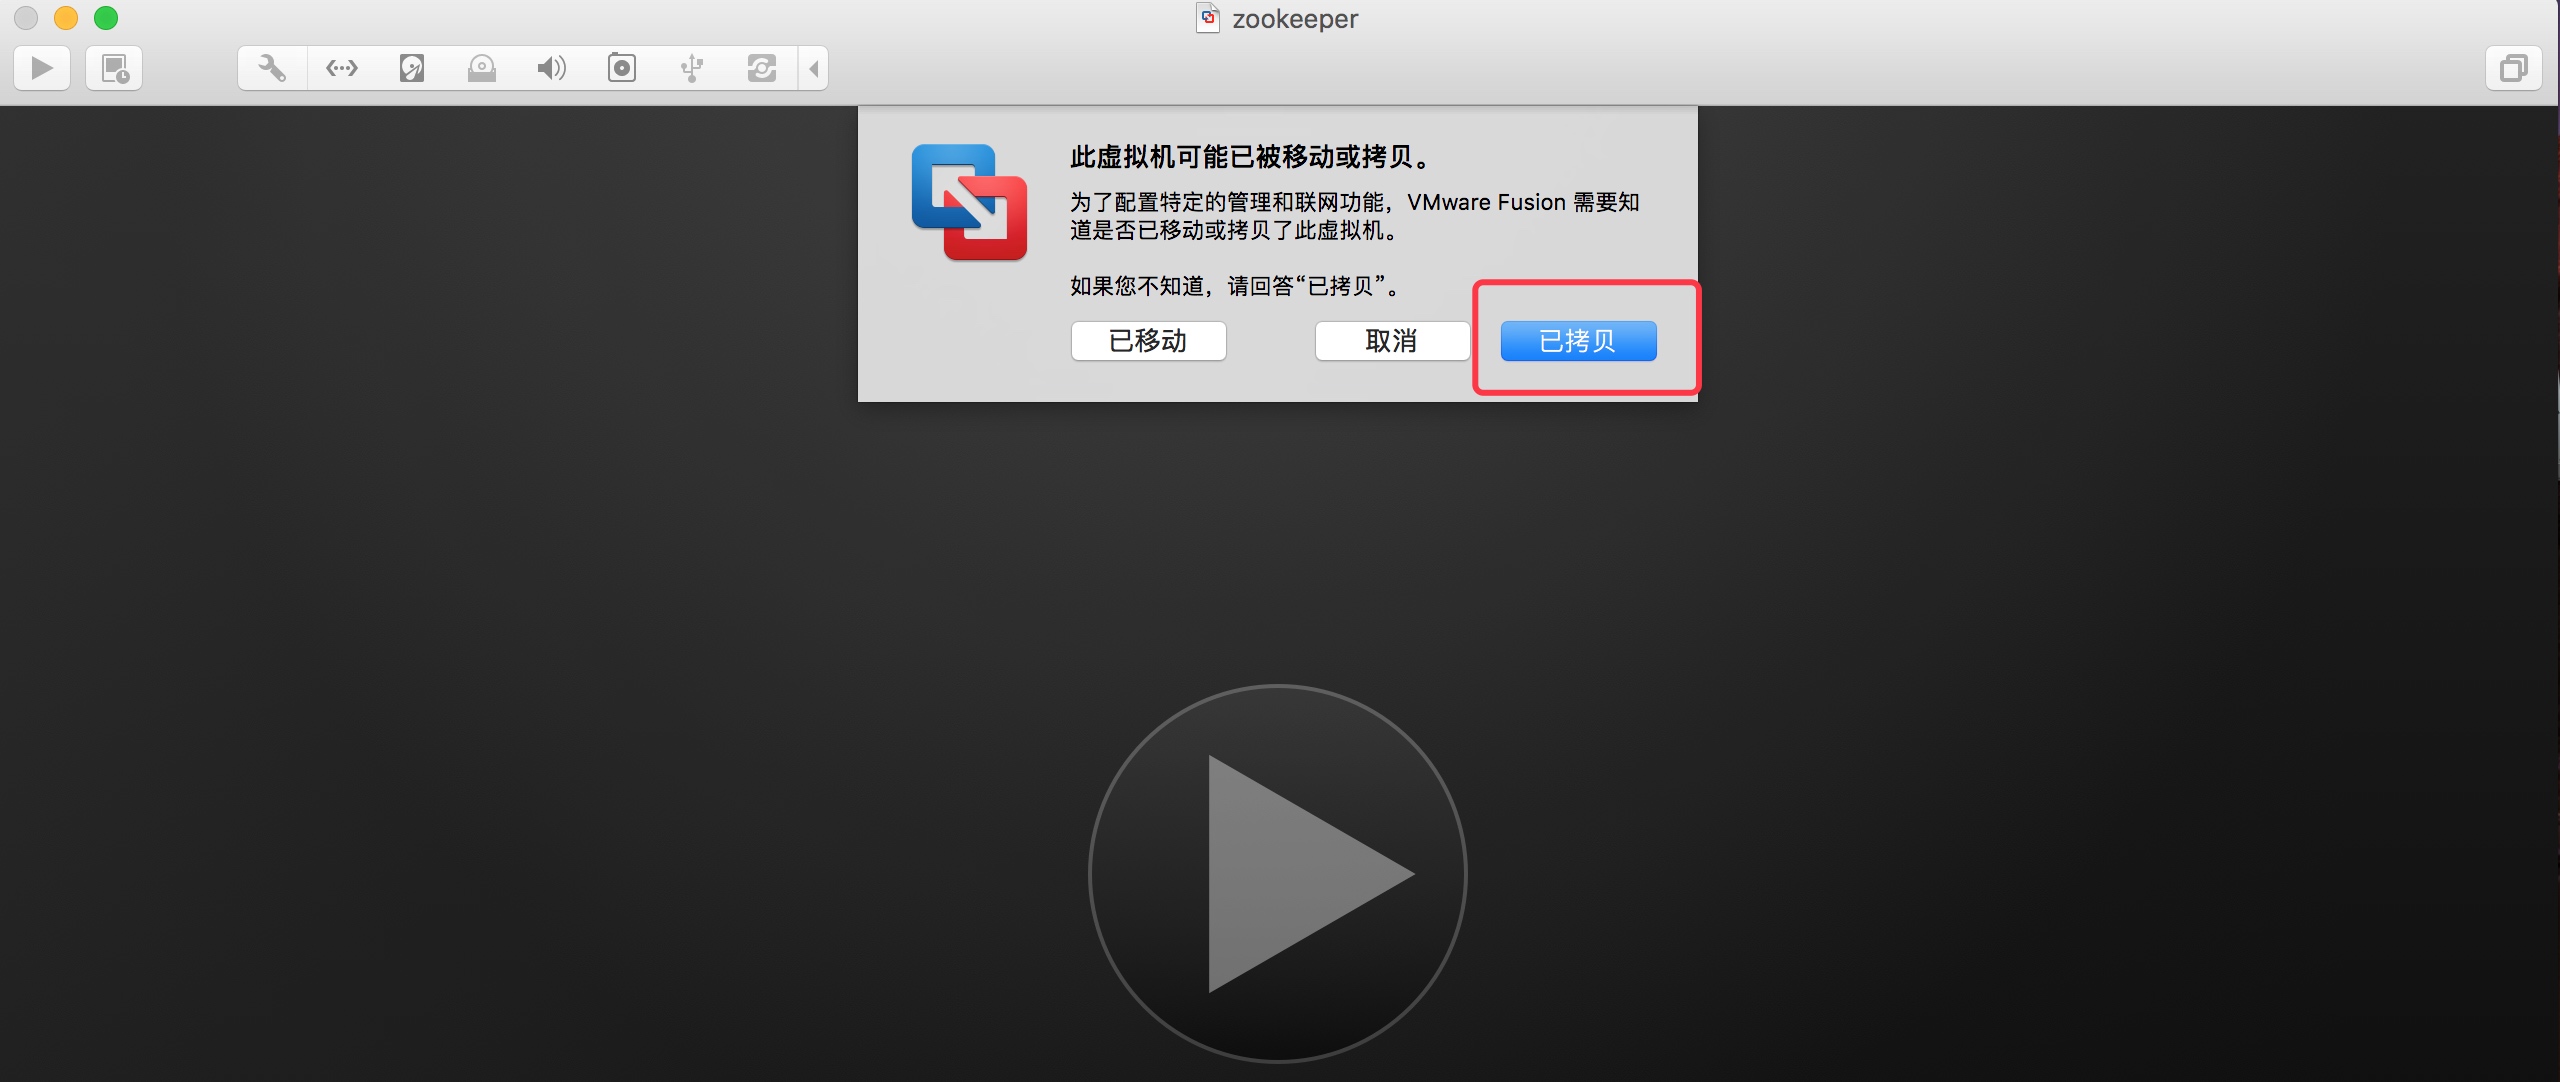 zookeeper
此虚拟机可能已被移动或拷贝。
为了配置特定的管理和联网功能，VMware Fusion 需要知
道是否已移动或拷贝了此虚拟机。
如果您不知道，请回答“已拷贝”。
已移动
取消
已拷贝